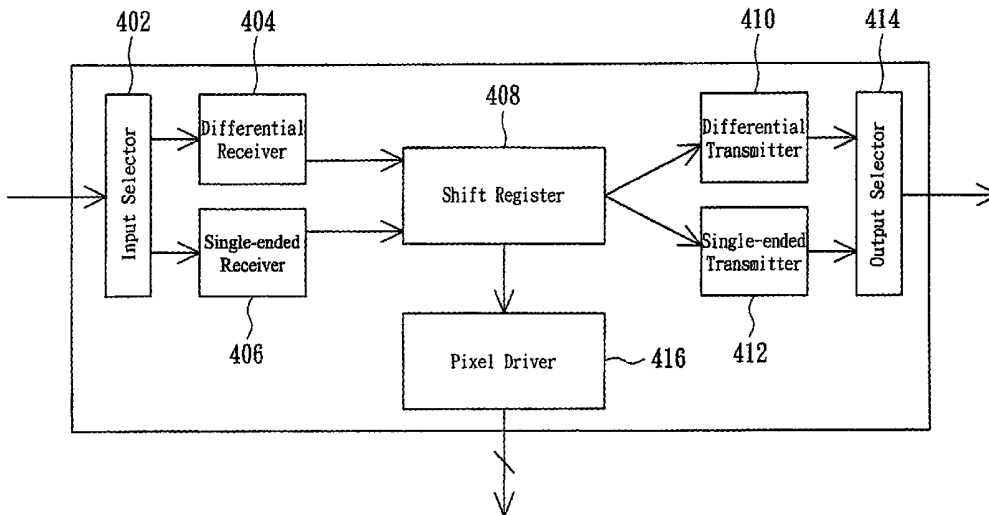 402
404
410
414
408
Input Selector
Differential
Receiver
Shift Register
Differential
Transmitter
Output Selector
Single-ended
Receiver
Single-ended
Transmitter
406
412
Pixel Driver
416